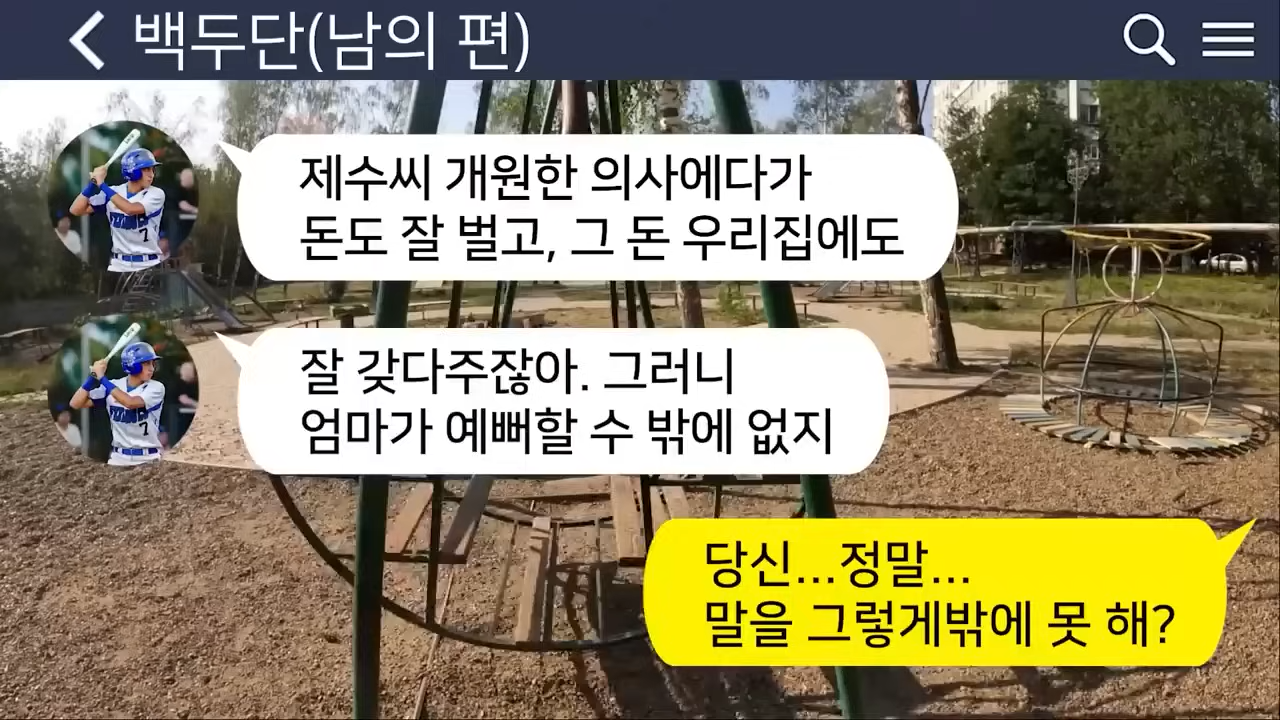 백두단(남의 편)
제수씨 개원한 의사에다가
돈도 잘 벌고, 그 돈 우리집에도
잘 갖다주잖아. 그러니
엄마가 예뻐할 수 밖에 없지
당신...정말...
말을 그렇게밖에 못 해?
7
7